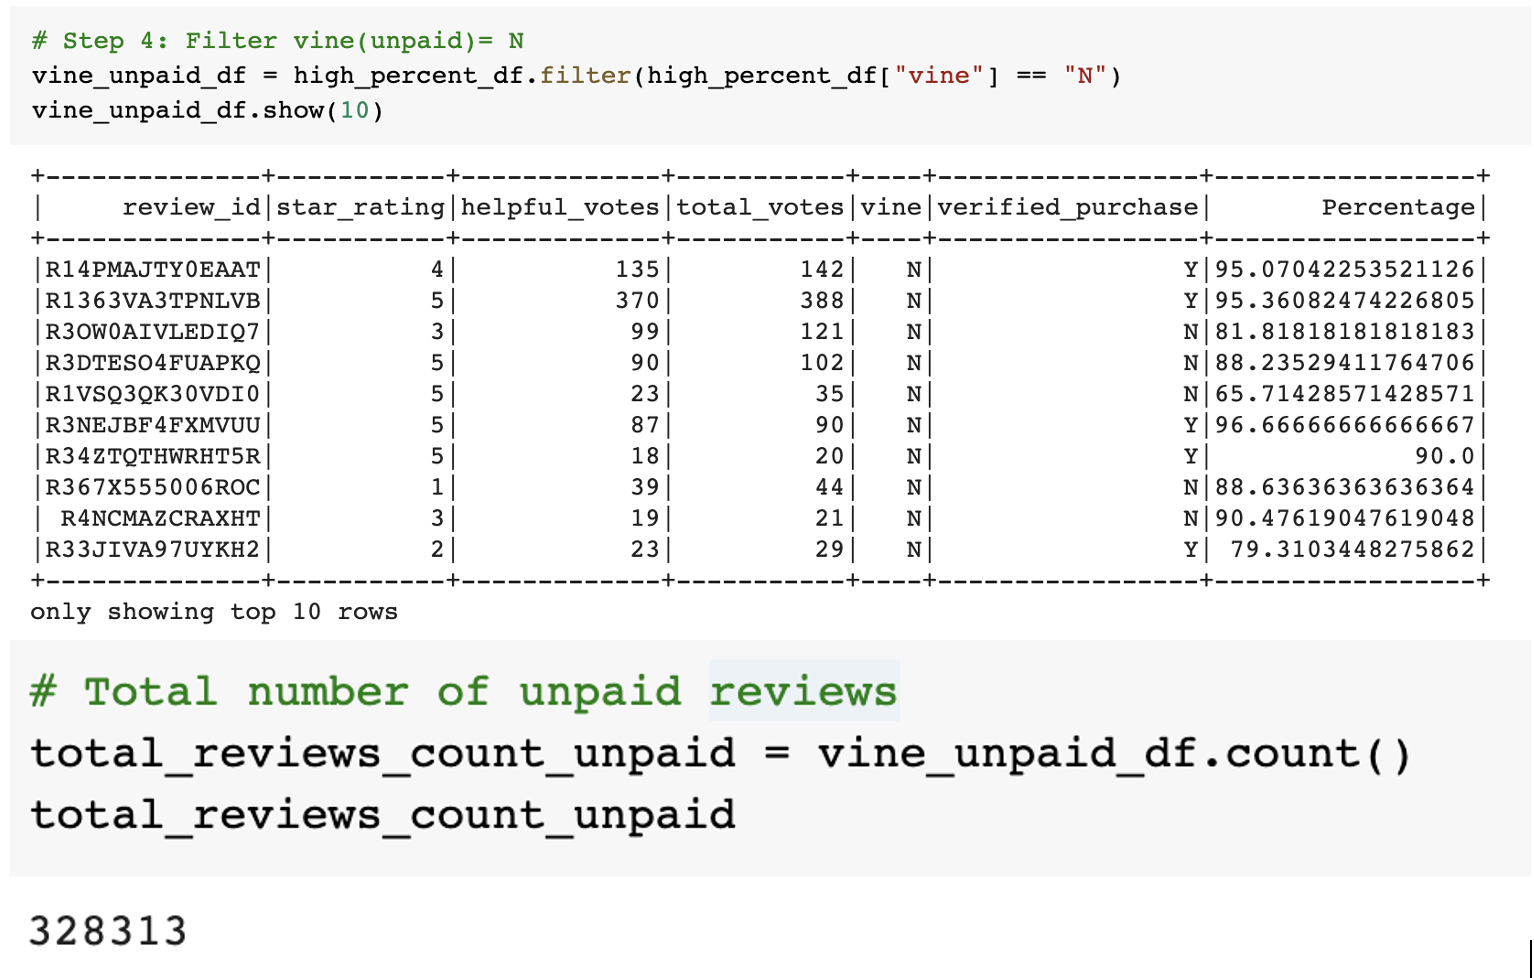 # Step 4: Filter vine(unpaid)= N
vine_unpaid_df = high_percent_df.filter(high_percent_df["vine"] == "N")
vine_unpaid_df.show(10)
+--------------+-----------+-------------+-----------+----+-----------------+-----------------+
|     review_id|star_rating|helpful_votes|total_votes|vine|verified_purchase|       Percentage|
+--------------+-----------+-------------+-----------+----+-----------------+-----------------+
|R14PMAJTY0EAAT|          4|          135|        142|   N|                Y|95.07042253521126|
|R1363VA3TPNLVB|          5|          370|        388|   N|                Y|95.36082474226805|
|R3OW0AIVLEDIQ7|          3|           99|        121|   N|                N|81.81818181818183|
|R3DTESO4FUAPKQ|          5|           90|        102|   N|                N|88.23529411764706|
|R1VSQ3QK30VDI0|          5|           23|         35|   N|                N|65.71428571428571|
|R3NEJBF4FXMVUU|          5|           87|         90|   N|                Y|96.66666666666667|
|R34ZTQTHWRHT5R|          5|           18|         20|   N|                Y|             90.0|
|R367X555006ROC|          1|           39|         44|   N|                N|88.63636363636364|
| R4NCMAZCRAXHT|          3|           19|         21|   N|                N|90.47619047619048|
|R33JIVA97UYKH2|          2|           23|         29|   N|                Y| 79.3103448275862|
+--------------+-----------+-------------+-----------+----+-----------------+-----------------+
only showing top 10 rows
# Total number of unpaid reviews
total_reviews_count_unpaid = vine_unpaid_df.count()
total_reviews_count_unpaid
328313